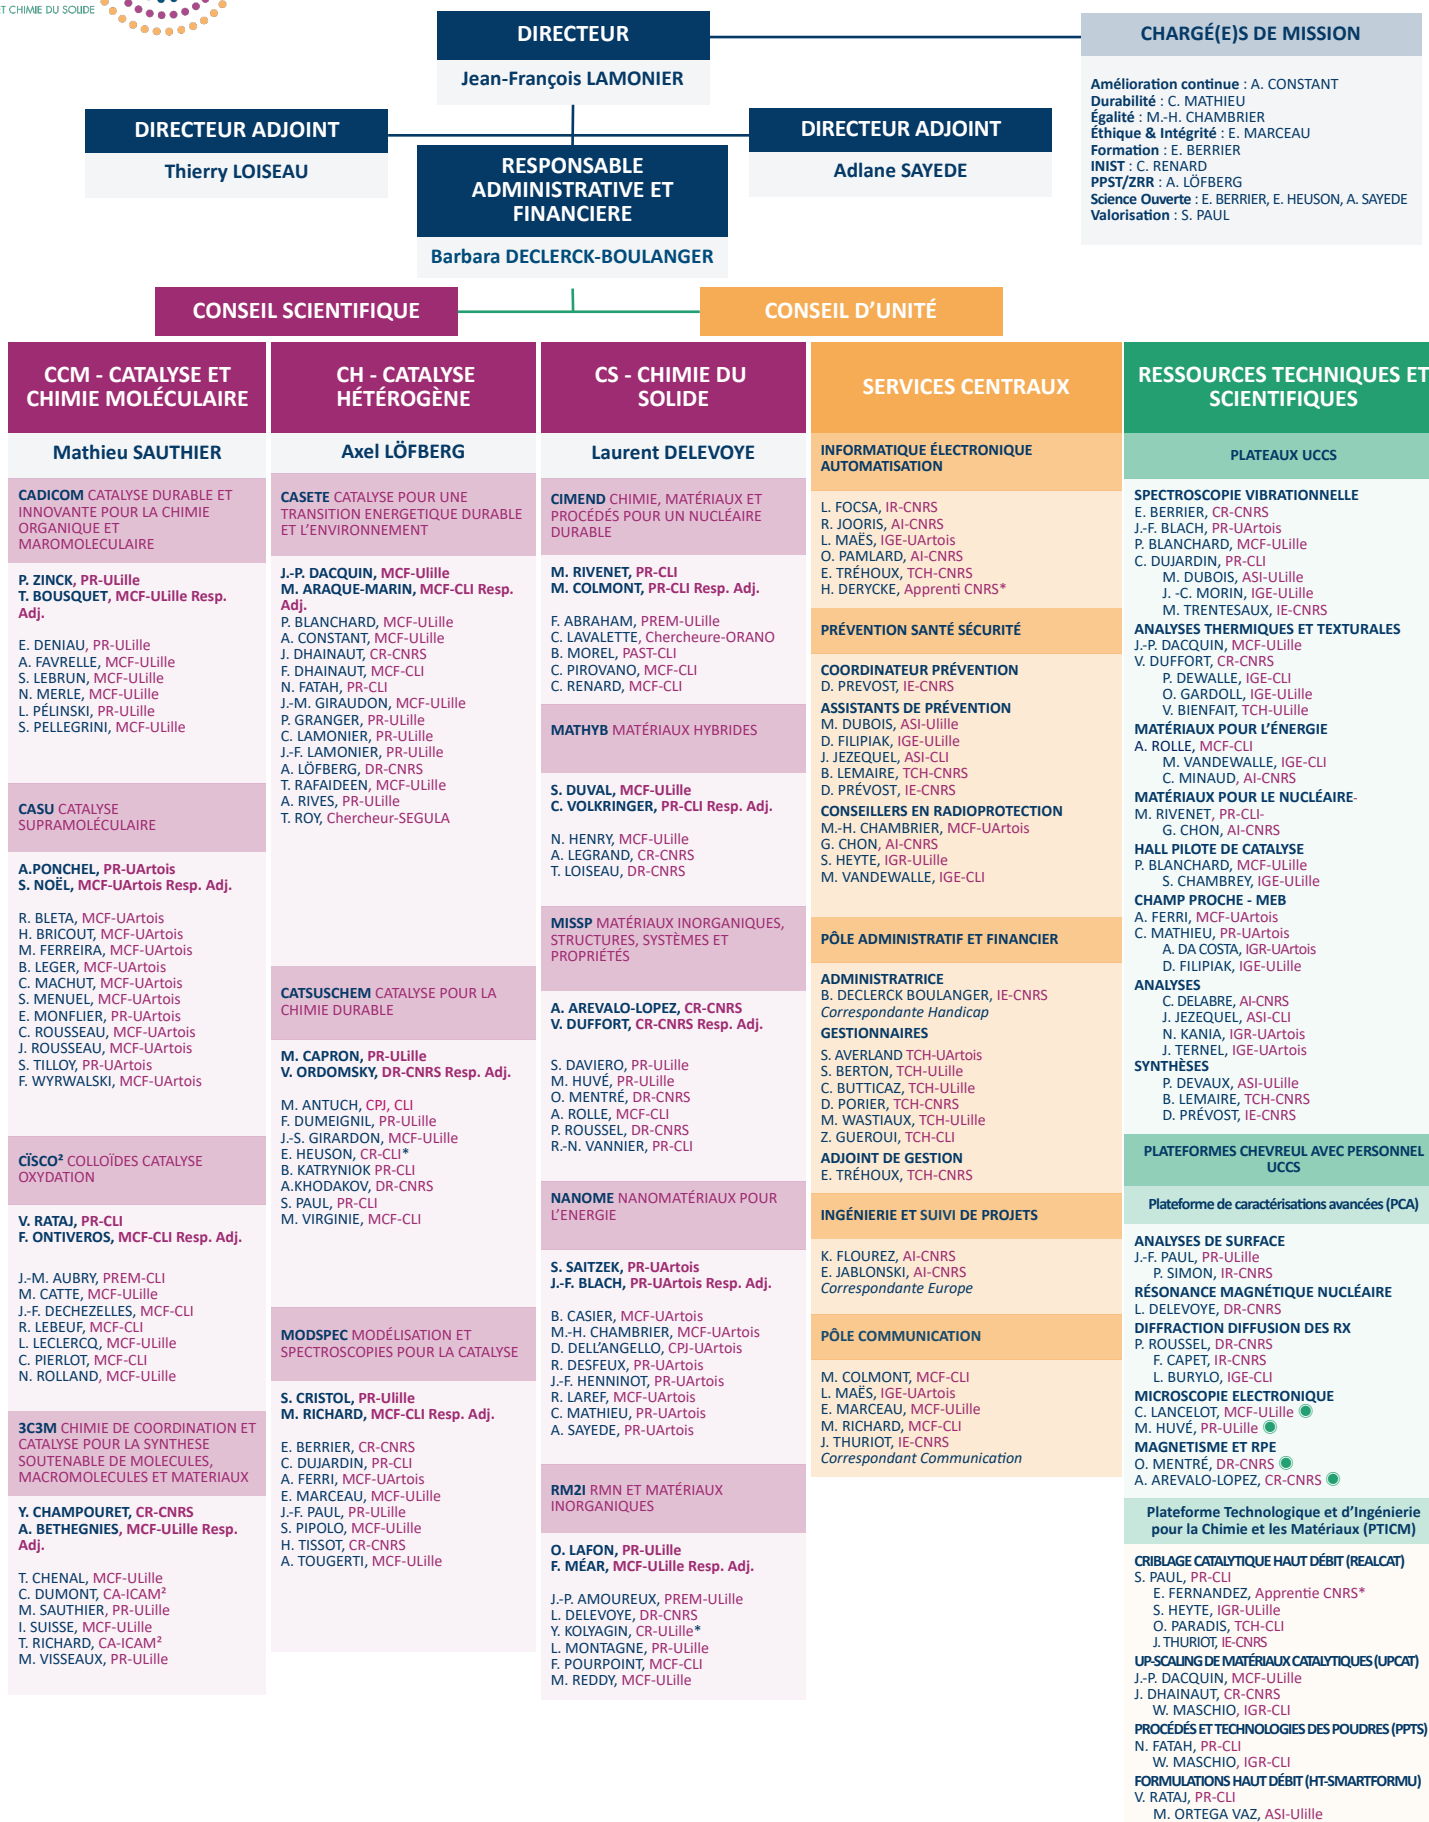 ET CHIMIE DU SOLIDE
DIRECTEUR
Jean-François LAMONIER
CHARGÉ(E)S DE MISSION
Amélioration continue : A. CONSTANT
Durabilité : C. MATHIEU
Égalité : M.-H. CHAMBRIER
Éthique & Intégrité : E. MARCEAU
Formation : E. BERRIER
INIST : C. RENARD
PPST/ZRR : A. LÖFBERG
Science Ouverte : E. BERRIER, E. HEUSON, A. SAYEDE
Valorisation : S. PAUL
DIRECTEUR ADJOINT
Thierry LOISEAU
DIRECTEUR ADJOINT
Adlane SAYEDE
RESPONSABLE
ADMINISTRATIVE ET
FINANCIERE
Barbara DECLERCK-BOULANGER
CONSEIL SCIENTIFIQUE
CONSEIL D’UNITÉ
CCM - CATALYSE ET
CHIMIE MOLÉCULAIRE
Mathieu SAUTHIER
CADICOM CATALYSE DURABLE ET
INNOVANTE POUR LA CHIMIE
ORGANIQUE ET
MAROMOLECULAIRE
P. ZINCK, PR-ULille
T. BOUSQUET, MCF-ULille Resp.
Adj.
E. DENIAU, PR-ULille
A. FAVRELLE, MCF-ULille
S. LEBRUN, MCF-ULille
N. MERLE, MCF-ULille
L. PÉLINSKI, PR-ULille
S. PELLEGRINI, MCF-ULille
CASU CATALYSE
SUPRAMOLÉCULAIRE
A.PONCHEL, PR-UArtois
S. NOËL, MCF-UArtois Resp. Adj.
R. BLETA, MCF-UArtois
H. BRICOUT, MCF-UArtois
M. FERREIRA, MCF-UArtois
B. LEGER, MCF-UArtois
C. MACHUT, MCF-UArtois
S. MENUEL, MCF-UArtois
E. MONFLIER, PR-UArtois
C. ROUSSEAU, MCF-UArtois
J. ROUSSEAU, MCF-UArtois
S. TILLOY, PR-UArtois
F. WYRWALSKI, MCF-UArtois
CÏSCO² COLLOÏDES CATALYSE
OXYDATION
V. RATAJ, PR-CLI
F. ONTIVEROS, MCF-CLI Resp. Adj.
J.-M. AUBRY, PREM-CLI
M. CATTE, MCF-ULille
J.-F. DECHEZELLES, MCF-CLI
R. LEBEUF, MCF-CLI
L. LECLERCQ, MCF-ULille
C. PIERLOT, MCF-CLI
N. ROLLAND, MCF-ULille
3C3M CHIMIE DE COORDINATION ET
CATALYSE POUR LA SYNTHESE
SOUTENABLE DE MOLECULES,
MACROMOLECULES ET MATERIAUX
Y. CHAMPOURET, CR-CNRS
A. BETHEGNIES, MCF-ULille Resp.
Adj.
T. CHENAL, MCF-ULille
C. DUMONT, CA-ICAM²
M. SAUTHIER, PR-ULille
I. SUISSE, MCF-ULille
T. RICHARD, CA-ICAM²
M. VISSEAUX, PR-ULille
CH - CATALYSE
HÉTÉROGÈNE
Axel LÖFBERG
CASETE CATALYSE POUR UNE
TRANSITION ENERGETIQUE DURABLE
ET L’ENVIRONNEMENT
J.-P. DACQUIN, MCF-Ulille
M. ARAQUE-MARIN, MCF-CLI Resp.
Adj.
P. BLANCHARD, MCF-ULille
A. CONSTANT, MCF-ULille
J. DHAINAUT, CR-CNRS
F. DHAINAUT, MCF-CLI
N. FATAH, PR-CLI
J.-M. GIRAUDON, MCF-ULille
P. GRANGER, PR-ULille
C. LAMONIER, PR-ULille
J.-F. LAMONIER, PR-ULille
A. LÖFBERG, DR-CNRS
T. RAFAIDEEN, MCF-ULille
A. RIVES, PR-ULille
T. ROY, Chercheur-SEGULA
CATSUSCHEM CATALYSE POUR LA
CHIMIE DURABLE
M. CAPRON, PR-ULille
V. ORDOMSKY, DR-CNRS Resp. Adj.
M. ANTUCH, CPJ, CLI
F. DUMEIGNIL, PR-ULille
J.-S. GIRARDON, MCF-ULille
E. HEUSON, CR-CLI*
B. KATRYNIOK PR-CLI
A.KHODAKOV, DR-CNRS
S. PAUL, PR-CLI
M. VIRGINIE, MCF-CLI
MODSPEC MODÉLISATION ET
SPECTROSCOPIES POUR LA CATALYSE
S. CRISTOL, PR-Ulille
M. RICHARD, MCF-CLI Resp. Adj.
E. BERRIER, CR-CNRS
C. DUJARDIN, PR-CLI
A. FERRI, MCF-UArtois
E. MARCEAU, MCF-ULille
J.-F. PAUL, PR-ULille
S. PIPOLO, MCF-ULille
H. TISSOT, CR-CNRS
A. TOUGERTI, MCF-ULille
CS - CHIMIE DU
SOLIDE
Laurent DELEVOYE
CIMEND CHIMIE, MATÉRIAUX ET
PROCÉDÉS POUR UN NUCLÉAIRE
DURABLE
M. RIVENET, PR-CLI
M. COLMONT, PR-CLI Resp. Adj.
F. ABRAHAM, PREM-ULille
C. LAVALETTE, Chercheure-ORANO
B. MOREL, PAST-CLI
C. PIROVANO, MCF-CLI
C. RENARD, MCF-CLI
MATHYB MATÉRIAUX HYBRIDES
S. DUVAL, MCF-ULille
C. VOLKRINGER, PR-CLI Resp. Adj.
N. HENRY, MCF-ULille
A. LEGRAND, CR-CNRS
T. LOISEAU, DR-CNRS
MISSP MATÉRIAUX INORGANIQUES,
STRUCTURES, SYSTÈMES ET
PROPRIÉTÉS
A. AREVALO-LOPEZ, CR-CNRS
V. DUFFORT, CR-CNRS Resp. Adj.
S. DAVIERO, PR-ULille
M. HUVÉ, PR-ULille
O. MENTRÉ, DR-CNRS
A. ROLLE, MCF-CLI
P. ROUSSEL, DR-CNRS
R.-N. VANNIER, PR-CLI
NANOME NANOMATÉRIAUX POUR
L’ENERGIE
S. SAITZEK, PR-UArtois
J.-F. BLACH, PR-UArtois Resp. Adj.
B. CASIER, MCF-UArtois
M.-H. CHAMBRIER, MCF-UArtois
D. DELL’ANGELLO, CPJ-UArtois
R. DESFEUX, PR-UArtois
J.-F. HENNINOT, PR-UArtois
R. LAREF, MCF-UArtois
C. MATHIEU, PR-UArtois
A. SAYEDE, PR-UArtois
RM2I RMN ET MATÉRIAUX
INORGANIQUES
O. LAFON, PR-ULille
F. MÉAR, MCF-ULille Resp. Adj.
J.-P. AMOUREUX, PREM-ULille
L. DELEVOYE, DR-CNRS
Y. KOLYAGIN, CR-ULille*
L. MONTAGNE, PR-ULille
F. POURPOINT, MCF-CLI
M. REDDY, MCF-ULille
SERVICES CENTRAUX
INFORMATIQUE ÉLECTRONIQUE
AUTOMATISATION
L. FOCSA, IR-CNRS
R. JOORIS, AI-CNRS
L. MAËS, IGE-UArtois
O. PAMLARD, AI-CNRS
E. TRÉHOUX, TCH-CNRS
H. DERYCKE, Apprenti CNRS*
PRÉVENTION SANTÉ SÉCURITÉ
COORDINATEUR PRÉVENTION
D. PREVOST, IE-CNRS
ASSISTANTS DE PRÉVENTION
M. DUBOIS, ASI-Ulille
D. FILIPIAK, IGE-ULille
J. JEZEQUEL, ASI-CLI
B. LEMAIRE, TCH-CNRS
D. PRÉVOST, IE-CNRS
CONSEILLERS EN RADIOPROTECTION
M.-H. CHAMBRIER, MCF-UArtois
G. CHON, AI-CNRS
S. HEYTE, IGR-ULille
M. VANDEWALLE, IGE-CLI
PÔLE ADMINISTRATIF ET FINANCIER
ADMINISTRATRICE
B. DECLERCK BOULANGER, IE-CNRS
Correspondante Handicap
GESTIONNAIRES
S. AVERLAND TCH-UArtois
S. BERTON, TCH-ULille
C. BUTTICAZ, TCH-ULille
D. PORIER, TCH-CNRS
M. WASTIAUX, TCH-ULille
Z. GUEROUI, TCH-CLI
ADJOINT DE GESTION
E. TRÉHOUX, TCH-CNRS
INGÉNIERIE ET SUIVI DE PROJETS
K. FLOUREZ, AI-CNRS
E. JABLONSKI, AI-CNRS
Correspondante Europe
PÔLE COMMUNICATION
M. COLMONT, MCF-CLI
L. MAËS, IGE-UArtois
E. MARCEAU, MCF-ULille
M. RICHARD, MCF-CLI
J. THURIOT, IE-CNRS
Correspondant Communication
RESSOURCES TECHNIQUES ET
SCIENTIFIQUES
PLATEAUX UCCS
SPECTROSCOPIE VIBRATIONNELLE
E. BERRIER, CR-CNRS
J.-F. BLACH, PR-UArtois
P. BLANCHARD, MCF-ULille
C. DUJARDIN, PR-CLI
M. DUBOIS, ASI-ULille
J. -C. MORIN, IGE-ULille
M. TRENTESAUX, IE-CNRS
ANALYSES THERMIQUES ET TEXTURALES
J.-P. DACQUIN, MCF-ULille
V. DUFFORT, CR-CNRS
P. DEWALLE, IGE-CLI
O. GARDOLL, IGE-ULille
V. BIENFAIT, TCH-ULille
MATÉRIAUX POUR L’ÉNERGIE
A. ROLLE, MCF-CLI
M. VANDEWALLE, IGE-CLI
C. MINAUD, AI-CNRS
MATÉRIAUX POUR LE NUCLÉAIRE-
M. RIVENET, PR-CLI-
G. CHON, AI-CNRS
HALL PILOTE DE CATALYSE
P. BLANCHARD, MCF-ULille
S. CHAMBREY, IGE-ULille
CHAMP PROCHE - MEB
A. FERRI, MCF-UArtois
C. MATHIEU, PR-UArtois
A. DA COSTA, IGR-UArtois
D. FILIPIAK, IGE-ULille
ANALYSES
C. DELABRE, AI-CNRS
J. JEZEQUEL, ASI-CLI
N. KANIA, IGR-UArtois
J. TERNEL, IGE-UArtois
SYNTHÈSES
P. DEVAUX, ASI-ULille
B. LEMAIRE, TCH-CNRS
D. PRÉVOST, IE-CNRS
PLATEFORMES CHEVREUL AVEC PERSONNEL
UCCS
Plateforme de caractérisations avancées (PCA)
ANALYSES DE SURFACE
J.-F. PAUL, PR-ULille
P. SIMON, IR-CNRS
RÉSONANCE MAGNÉTIQUE NUCLÉAIRE
L. DELEVOYE, DR-CNRS
DIFFRACTION DIFFUSION DES RX
P. ROUSSEL, DR-CNRS
F. CAPET, IR-CNRS
L. BURYLO, IGE-CLI
MICROSCOPIE ELECTRONIQUE
C. LANCELOT, MCF-ULille
M. HUVÉ, PR-ULille
MAGNETISME ET RPE
O. MENTRÉ, DR-CNRS
A. AREVALO-LOPEZ, CR-CNRS
Plateforme Technologique et d’Ingénierie
pour la Chimie et les Matériaux (PTICM)
CRIBLAGE CATALYTIQUE HAUT DÉBIT (REALCAT)
S. PAUL, PR-CLI
E. FERNANDEZ, Apprentie CNRS*
S. HEYTE, IGR-ULille
O. PARADIS, TCH-CLI
J. THURIOT, IE-CNRS
UP-SCALING DE MATÉRIAUX CATALYTIQUES (UPCAT)
J.-P. DACQUIN, MCF-ULille
J. DHAINAUT, CR-CNRS
W. MASCHIO, IGR-CLI
PROCÉDÉS ET TECHNOLOGIES DES POUDRES (PPTS)
N. FATAH, PR-CLI
W. MASCHIO, IGR-CLI
FORMULATIONS HAUT DÉBIT (HT-SMARTFORMU)
V. RATAJ, PR-CLI
M. ORTEGA VAZ, ASI-Ulille